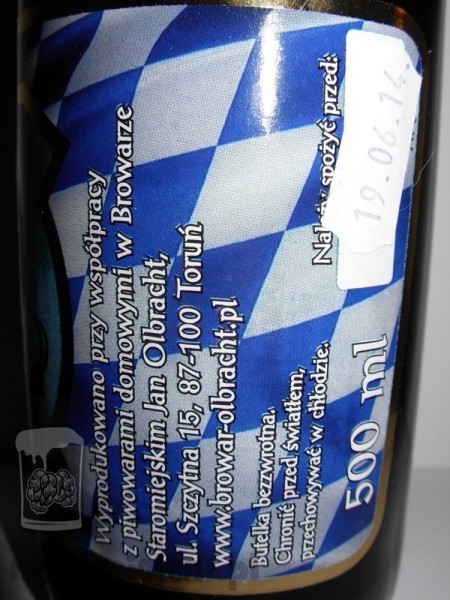 Wyprodukowano przy współpracy
z piwowarami domowymi w Browarze
Staromiejskim Jan Olbracht,
ul. Szczytna 15, 87-100 Toruń
www.browar-olbracht.pl
Butelka bezzwrotna.
Chronić przed światłem,
przechowywać w chłodzie.
Należy spożyć przed:
19.06.14.
500 ml